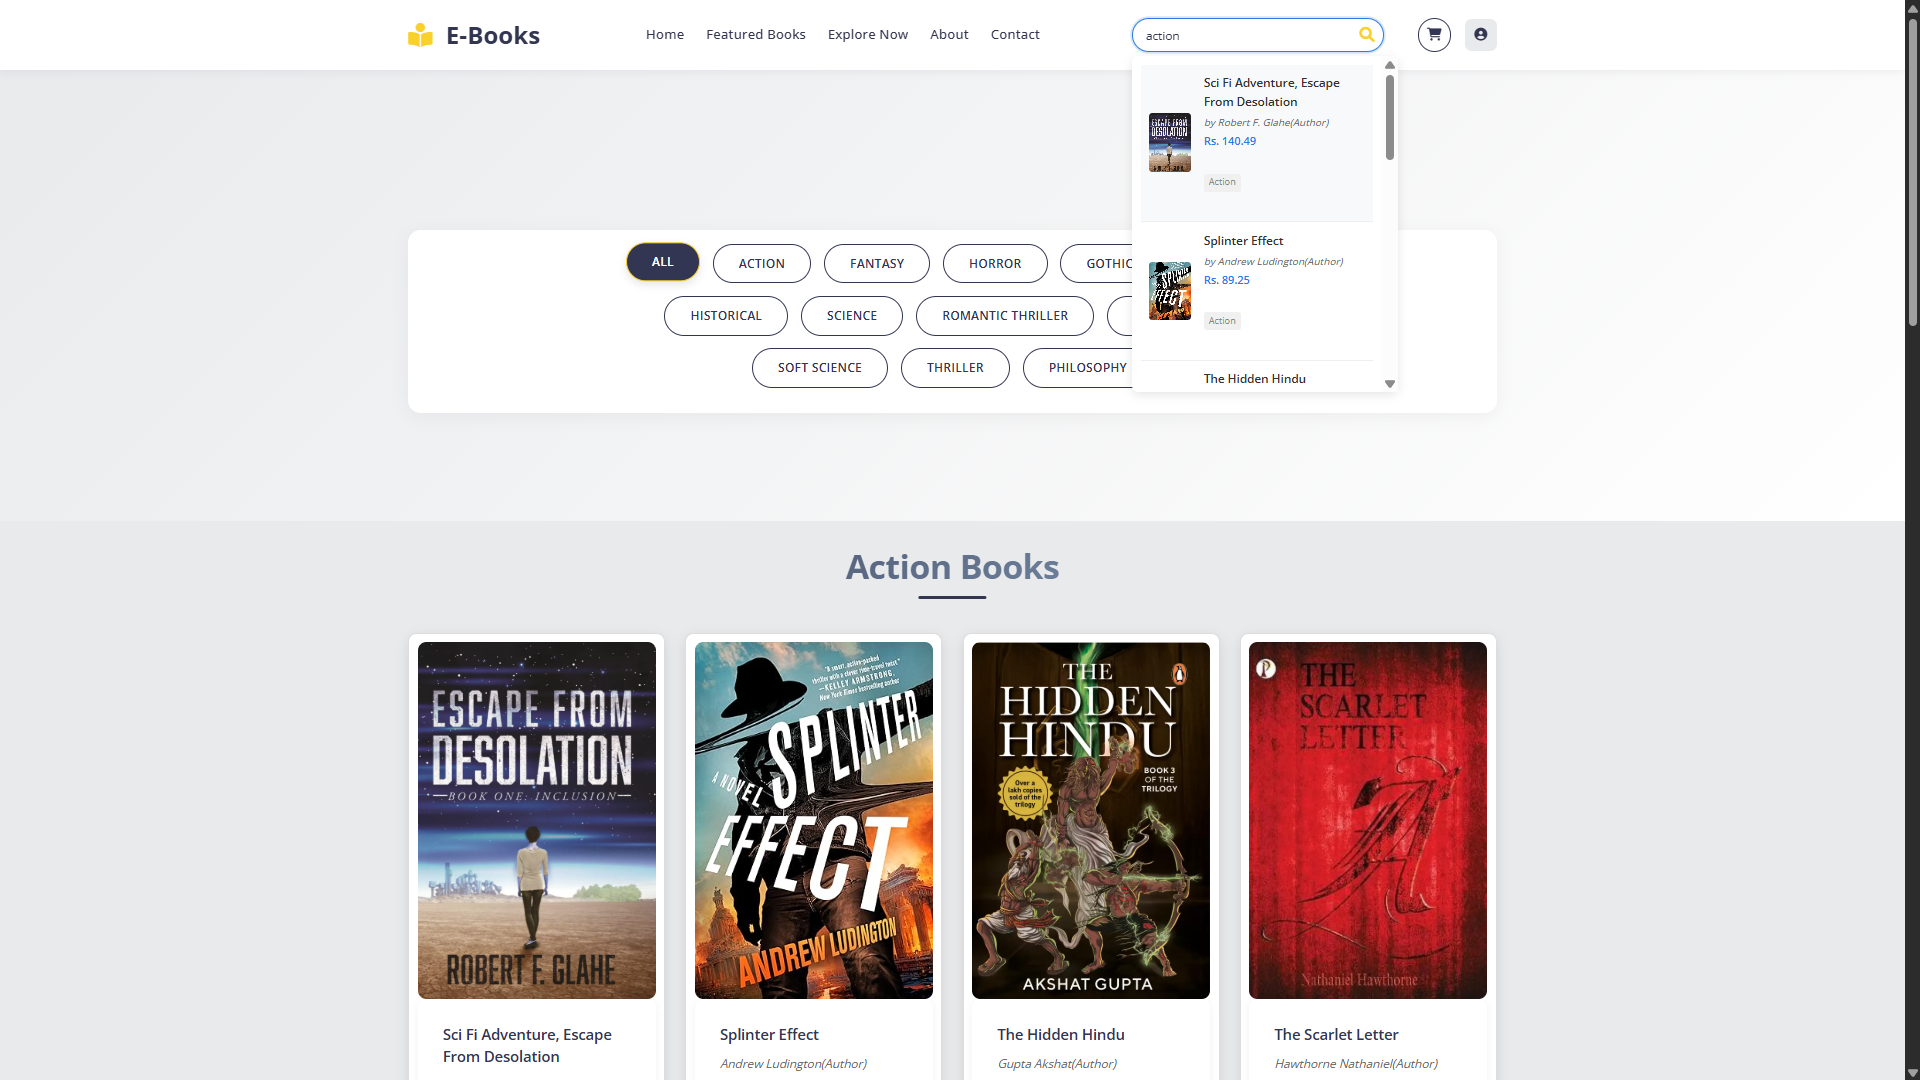 E-Books
Home
Featured Books
Explore Now
About
Contact
action
Sci Fi Adventure, Escape
From Desolation
by Robert F. Glahe(Author)
Rs. 140.49
Action
Splinter Effect
by Andrew Ludington(Author)
Rs. 89.25
Action
The Hidden Hindu
ALL
ACTION
FANTASY
HORROR
GOTHIC
HISTORICAL
SCIENCE
ROMANTIC THRILLER
SOFT SCIENCE
THRILLER
PHILOSOPHY
Action Books
ESCAPE FROM
DESOLATION
BOOK ONE: INCLUSION
ROBERT F. GLAHE
"A smart, action-packed
thriller with a clever time-travel twist."
—KELLEY ARMSTRONG,
New York Times bestselling author
SPLINTER
A NOVEL
EFFECT
ANDREW LUDINGTON
THE
HIDDEN
HINDU
BOOK 3
OF THE
TRILOGY
Over a
lakh copies
sold of the
trilogy
AKSHAT GUPTA
THE
SCARLET
LETTER
A
Nathaniel Hawthorne
Sci Fi Adventure, Escape
From Desolation
Splinter Effect
Andrew Ludington(Author)
The Hidden Hindu
Gupta Akshat(Author)
The Scarlet Letter
Hawthorne Nathaniel(Author)